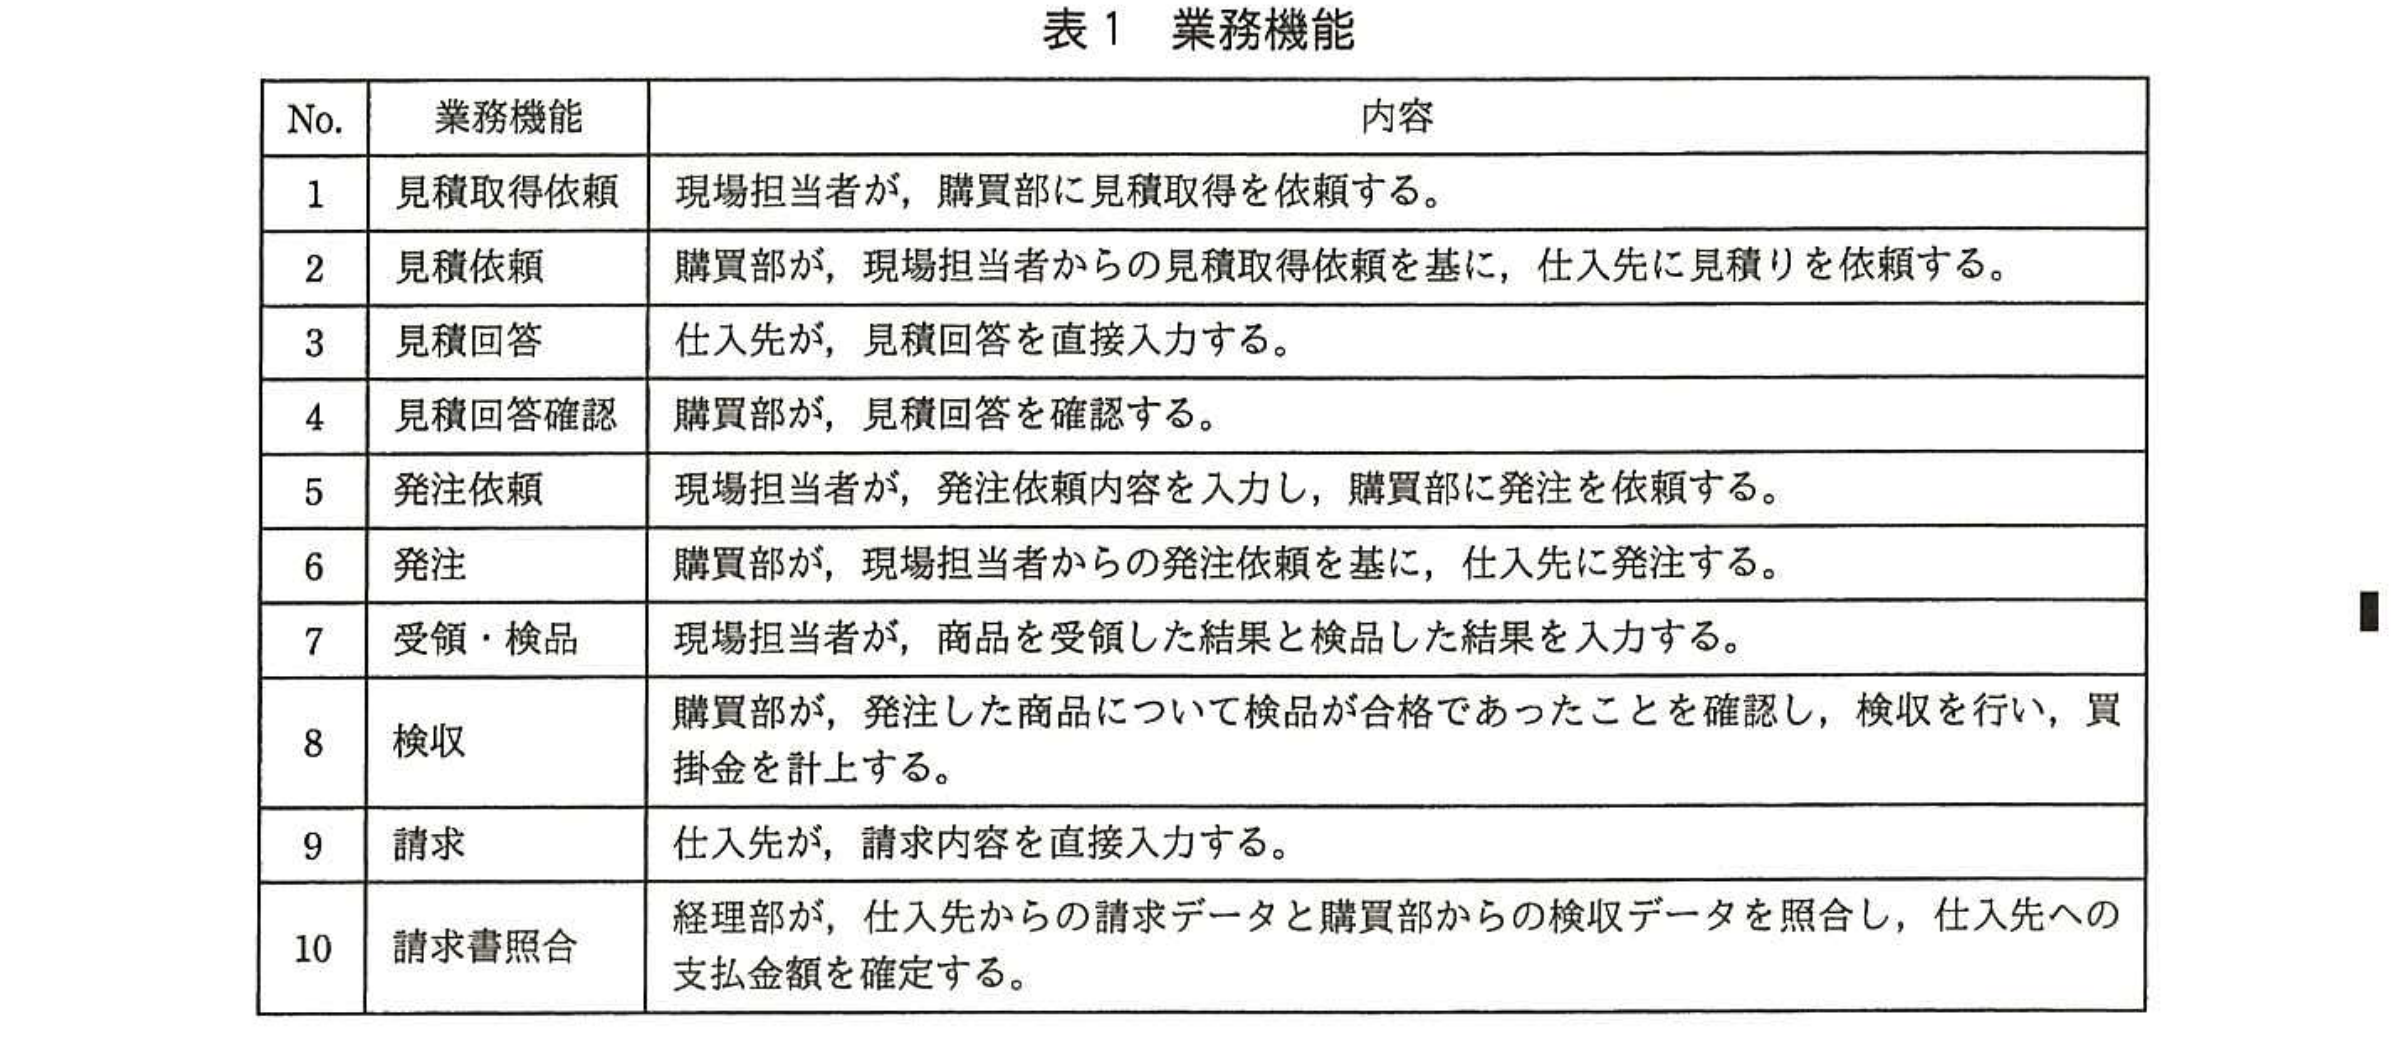 表1 業務機能
No. 業務機能 内容
1 見積取得依頼 現場担当者が，購買部に見積取得を依頼する。
2 見積依頼 購買部が，現場担当者からの見積取得依頼を基に，仕入先に見積りを依頼する。
3 見積回答 仕入先が，見積回答を直接入力する。
4 見積回答確認 購買部が，見積回答を確認する。
5 発注依頼 現場担当者が，発注依頼内容を入力し，購買部に発注を依頼する。
6 発注 購買部が，現場担当者からの発注依頼を基に，仕入先に発注する。
7 受領・検品 現場担当者が，商品を受領した結果と検品した結果を入力する。
8 検収 購買部が，発注した商品について検品が合格であったことを確認し，検収を行い，買
掛金を計上する。
9 請求 仕入先が，請求内容を直接入力する。
10 請求書照合 経理部が，仕入先からの請求データと購買部からの検収データを照合し，仕入先への
支払金額を確定する。